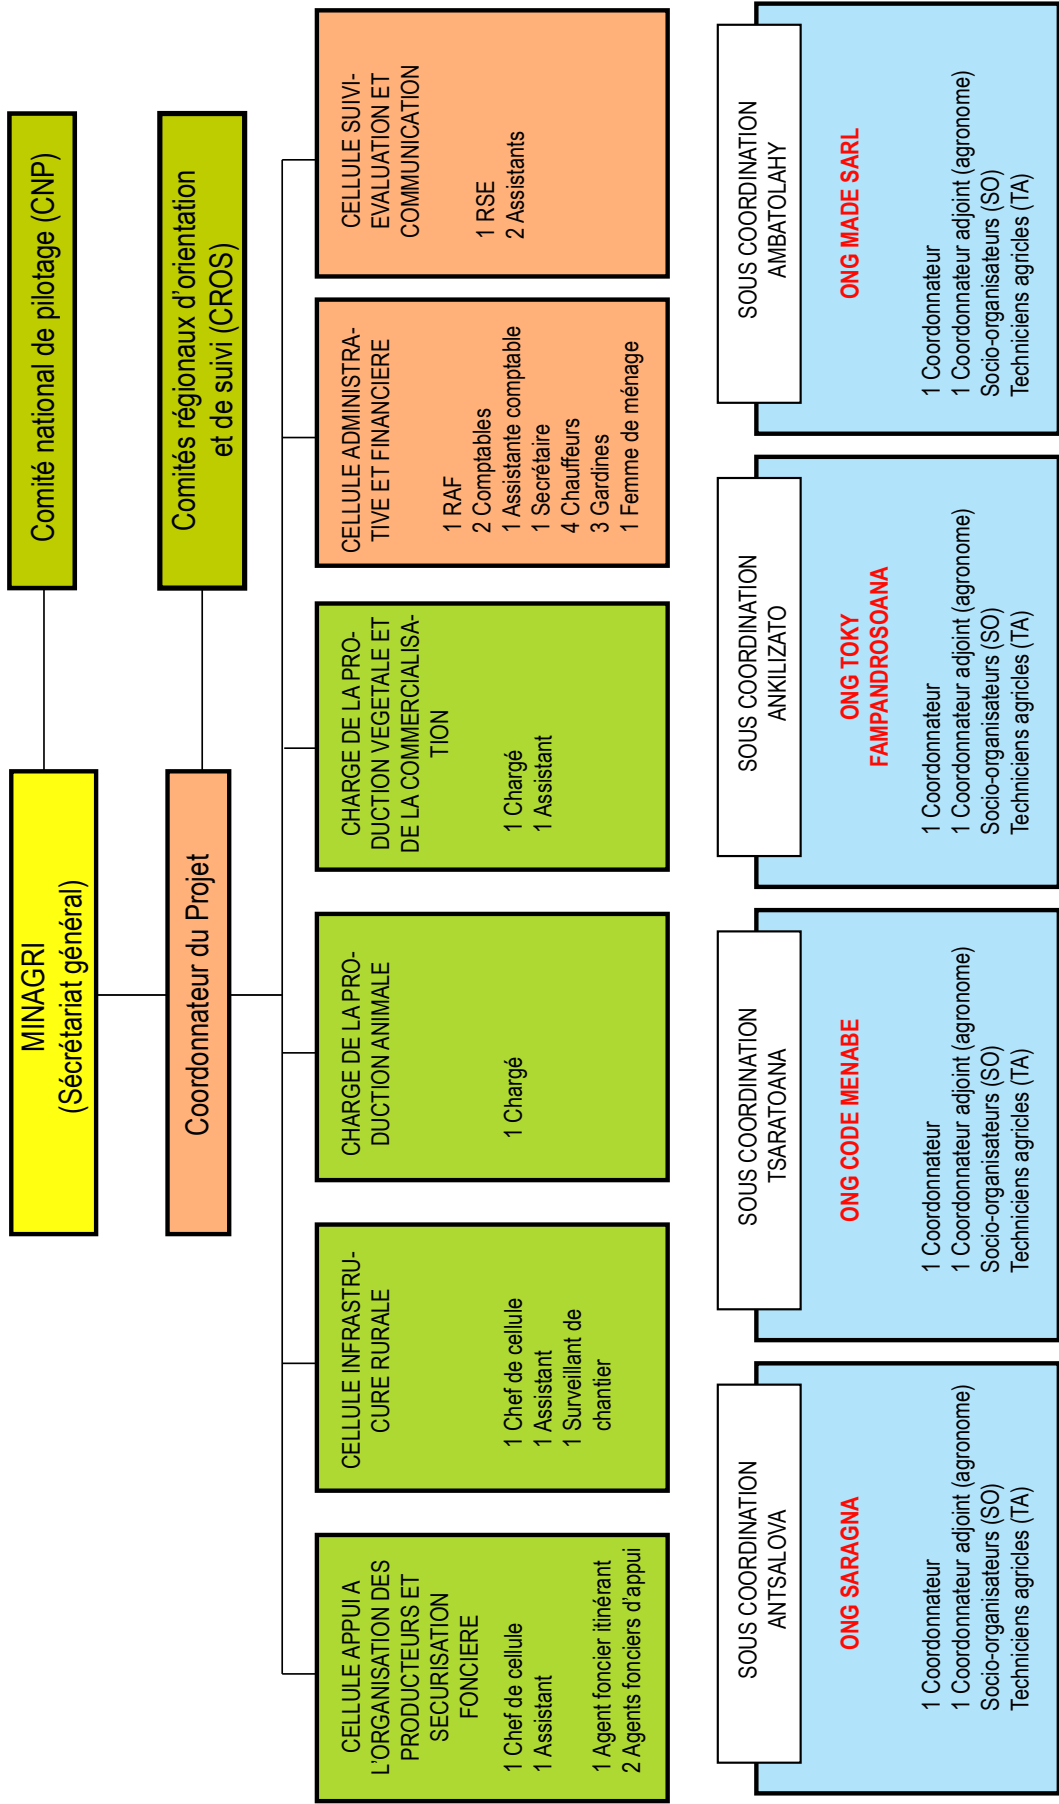 MINAGRI
(Sécrétariat général)
Comité national de pilotage (CNP)
Coordonnateur du Projet
Comités régionaux d'orientation
et de suivi (CROS)
CELLULE APPUI A
L'ORGANISATION DES
PRODUCTEURS ET
SECURISATION
FONCIERE
1 Chef de cellule
1 Assistant
1 Agent foncier itinérant
2 Agents fonciers d'appui
CELLULE INFRASTRU-
CURE RURALE
1 Chef de cellule
1 Assistant
1 Surveillant de
chantier
CHARGE DE LA PRO-
DUCTION ANIMALE
1 Chargé
CHARGE DE LA PRO-
DUCTION VEGETALE ET
DE LA COMMERCIALISA-
TION
1 Chargé
1 Assistant
CELLULE ADMINISTRA-
TIVE ET FINANCIERE
1 RAF
2 Comptables
1 Assistante comptable
1 Secrétaire
4 Chauffeurs
3 Gardines
1 Femme de ménage
CELLULE SUIVI-
EVALUATION ET
COMMUNICATION
1 RSE
2 Assistants
SOUS COORDINATION
ANTSALOVA
ONG SARAGNA
1 Coordonnateur
1 Coordonnateur adjoint (agronome)
Socio-organisateurs (SO)
Techniciens agricles (TA)
SOUS COORDINATION
TSARATOANA
ONG CODE MENABE
1 Coordonnateur
1 Coordonnateur adjoint (agronome)
Socio-organisateurs (SO)
Techniciens agricles (TA)
SOUS COORDINATION
ANKILIZATO
ONG TOKY
FAMPANDROSOANA
1 Coordonnateur
1 Coordonnateur adjoint (agronome)
Socio-organisateurs (SO)
Techniciens agricles (TA)
SOUS COORDINATION
AMBATOLAHY
ONG MADE SARL
1 Coordonnateur
1 Coordonnateur adjoint (agronome)
Socio-organisateurs (SO)
Techniciens agricles (TA)